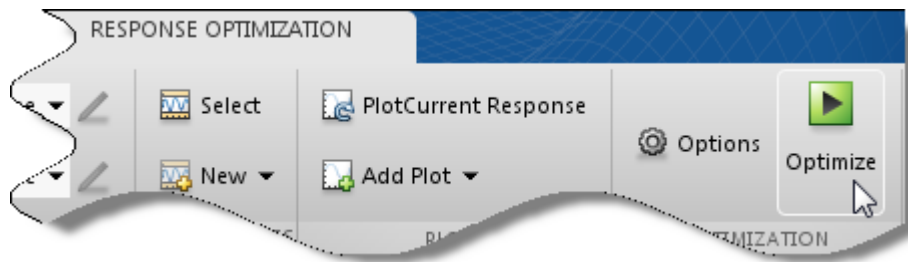 RESPONSE OPTIMIZATION
Select
PlotCurrent Response
Options
Optimize
New
Add Plot